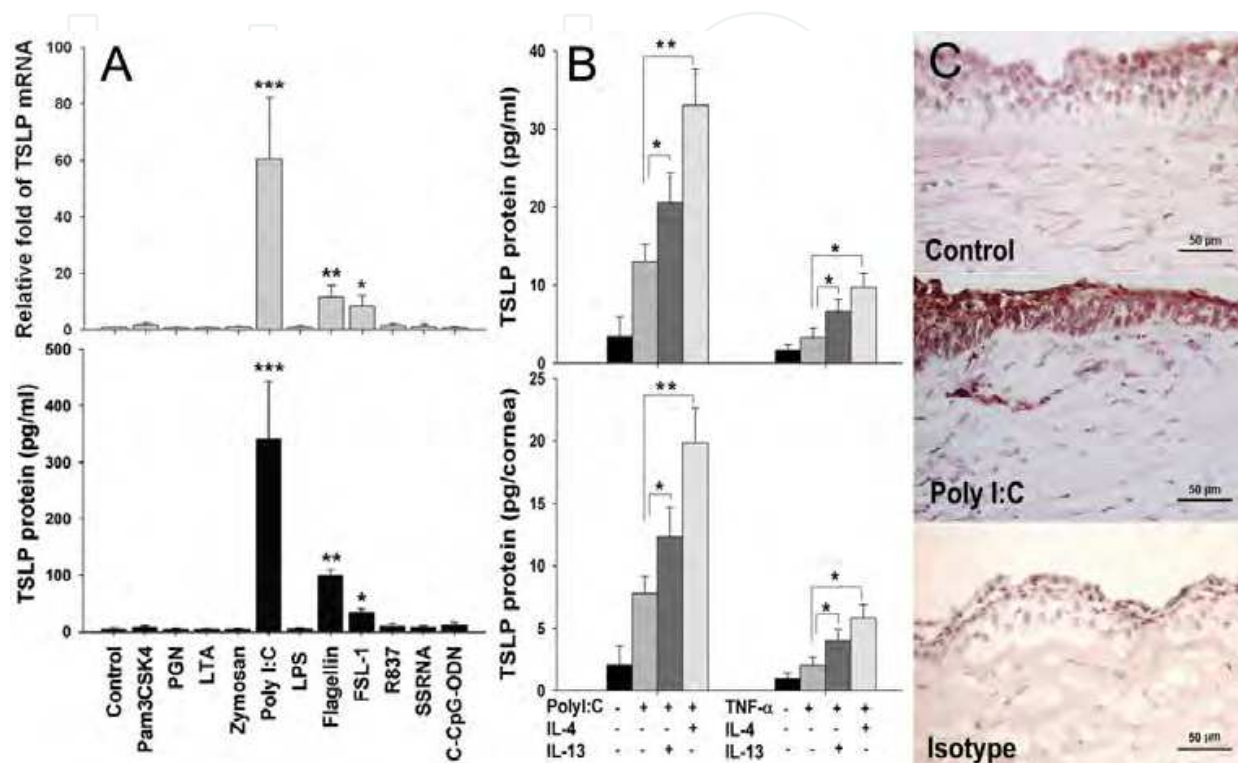 A
Relative fold of TSLP mRNA
100
80
60
40
20
0
***
**
*
TSLP protein (pg/ml)
500
400
300
200
100
0
***
**
*
Control
Pam3CSK4
PGN
LTA
Zymosan
Poly I:C
LPS
Flagellin
FSL-1
R837
SSRNA
C-CpG-ODN
B
TSLP protein (pg/ml)
40
30
20
10
0
**
*
*
*
TSLP protein (pg/cornea)
25
20
15
10
5
0
**
*
*
*
PolyI:C - + + + TNF-α - + + +
IL-4 - - - + IL-4 - - - +
IL-13 - - + - IL-13 - - + -
C
Control
50 µm
Poly I:C
50 µm
Isotype
50 µm